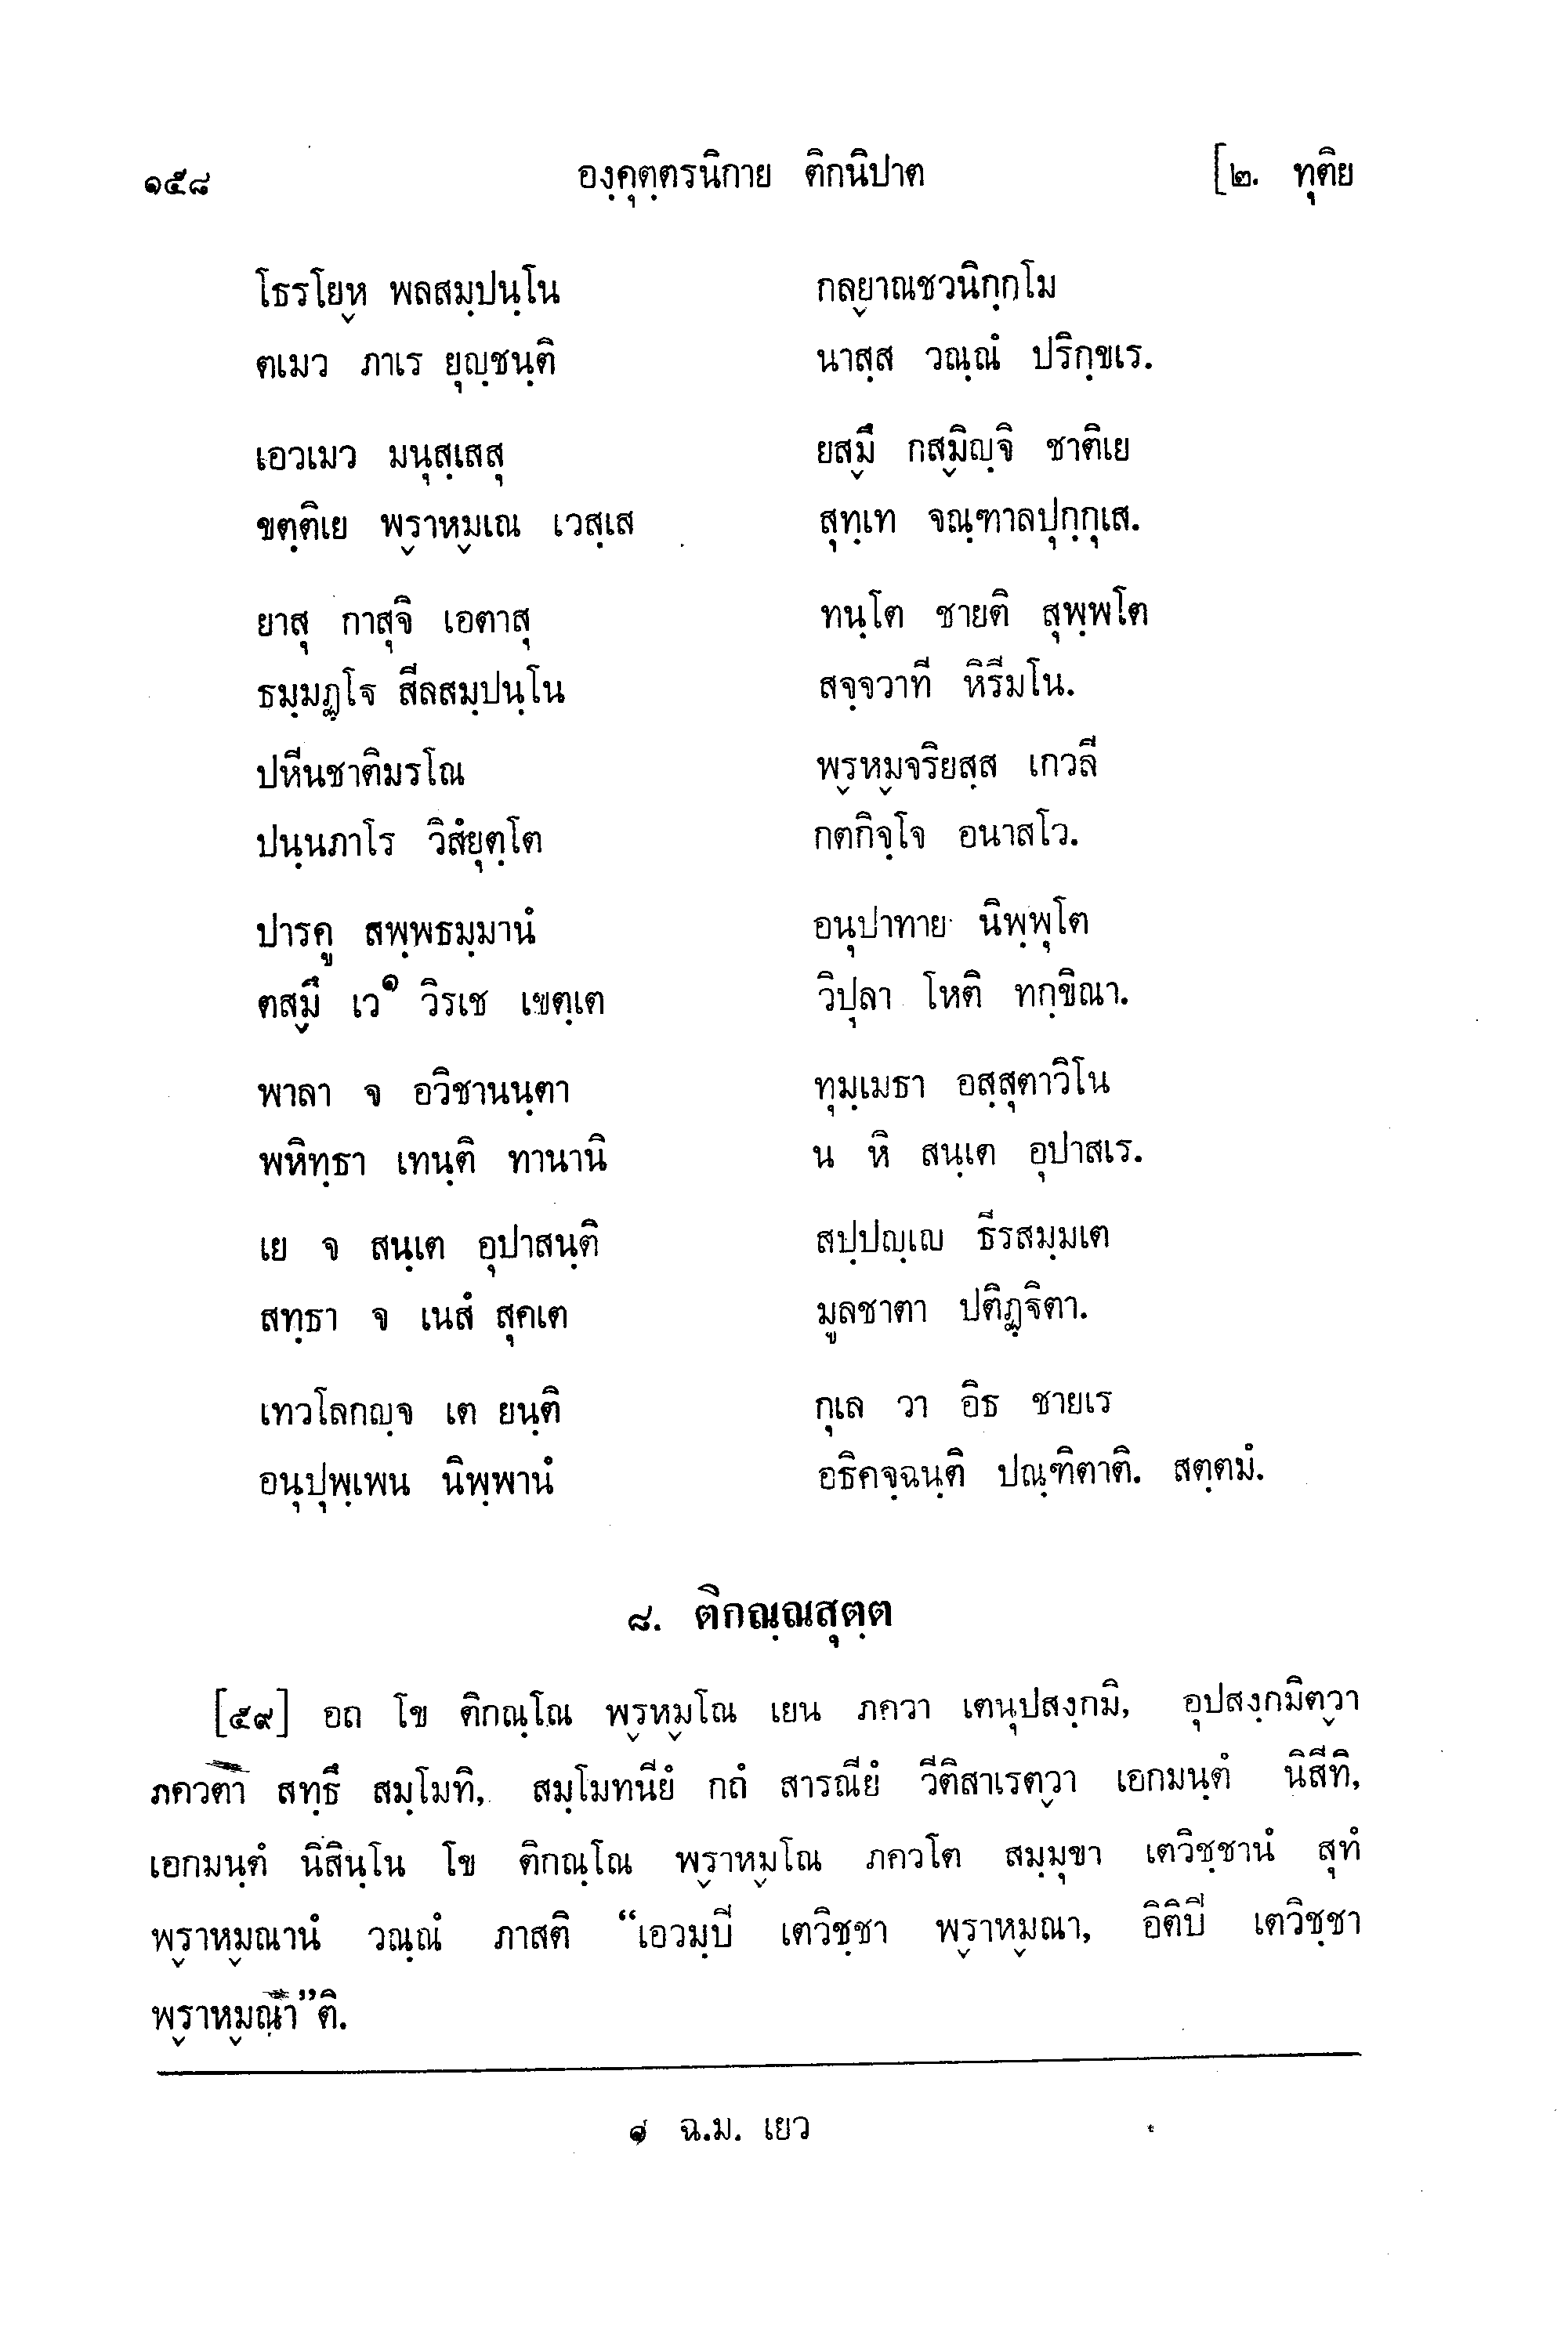 ๑๕๘ องฺคุตฺตรนิกาย ติกนิปาต [๒. ทุติย
โธรโยฺห พลสมฺปนฺโน กลฺยาณชวนิกฺกโม
ตเมว ภาเร ยุญฺชนฺติ นาสฺส วณฺณํ ปริกฺขเร.
เอวเมว มนุสฺเสสุ ยสฺมึ กสฺมิญฺจิ ชาติเย
ขตฺติเย พฺราหฺมเณ เวสฺเส สุทฺเท จณฺฑาลปุกฺกุเส.
ยาสุ กาสุจิ เอตาสุ ทนฺโต ชายติ สุพฺพโต
ธมฺมฏฺโฐ สีลสมฺปนฺโน สจฺจวาที หิรีมโน.
ปหีนชาติมรโณ พฺรหฺมจริยสฺส เกวลี
ปนฺนภาโร วิสํยุตฺโต กตกิจฺโจ อนาสโว.
ปารคู สพฺพธมฺมานํ อนุปาทาย นิพฺพุโต
ตสฺมึ เว๑ วิรเช เขตฺเต วิปุลา โหติ ทกฺขิณา.
พาลา จ อวิชานนฺตา ทุมฺเมธา อสฺสุตาวิโน
พหิทฺธา เทนฺติ ทานานิ น หิ สนฺเต อุปาสเร.
เย จ สนฺเต อุปาสนฺติ สปฺปญฺเญ ธีรสมฺมเต
สทฺธา จ เนสํ สุคเต มูลชาตา ปติฏฺฐิตา.
เทวโลกญฺจ เต ยนฺติ กุเล วา อิธ ชายเร
อนุปุพฺเพน นิพฺพานํ อธิคจฺฉนฺติ ปณฺฑิตาติ. สตฺตมํ.
๘. ติกณฺณสุตฺต
[๕๙] อถ โข ติกณฺโณ พฺรหฺมโณ เยน ภควา เตนุปสงฺกมิ, อุปสงฺกมิตฺวา
ภควตา สทฺธึ สมฺโมทิ, สมฺโมทนียํ กถํ สารณียํ วีติสาเรตฺวา เอกมนฺตํ นิสีทิ,
เอกมนฺตํ นิสินฺโน โข ติกณฺโณ พฺราหฺมโณ ภควโต สมฺมุขา เตวิชฺชานํ สุทํ
พฺราหฺมณานํ วณฺณํ ภาสติ “เอวมฺปิ เตวิชฺชา พฺราหฺมณา, อิติปิ เตวิชฺชา
พฺราหฺมณา”ติ.
๑ ฉ.ม. เยว